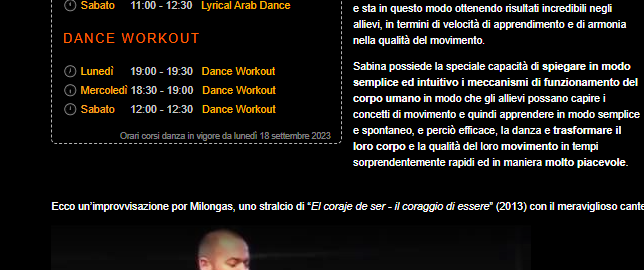 Sabato 11:00 - 12:30 Lyrical Arab Dance
DANCE WORKOUT
Lunedì 19:00 - 19:30 Dance Workout
Mercoledì 18:30 - 19:00 Dance Workout
Sabato 12:00 - 12:30 Dance Workout
Orari corsi danza in vigore da lunedì 18 settembre 2023
e sta in questo modo ottenendo risultati incredibili negli
allievi, in termini di velocità di apprendimento e di armonia
nella qualità del movimento.
Sabina possiede la speciale capacità di spiegare in modo
semplice ed intuitivo i meccanismi di funzionamento del
corpo umano in modo che gli allievi possano capire i
concetti di movimento e quindi apprendere in modo semplice
e spontaneo, e perciò efficace, la danza e trasformare il
loro corpo e la qualità del loro movimento in tempi
sorprendentemente rapidi ed in maniera molto piacevole.
Ecco un'improvvisazione por Milongas, uno stralcio di "El coraje de ser - il coraggio di essere" (2013) con il meraviglioso cante